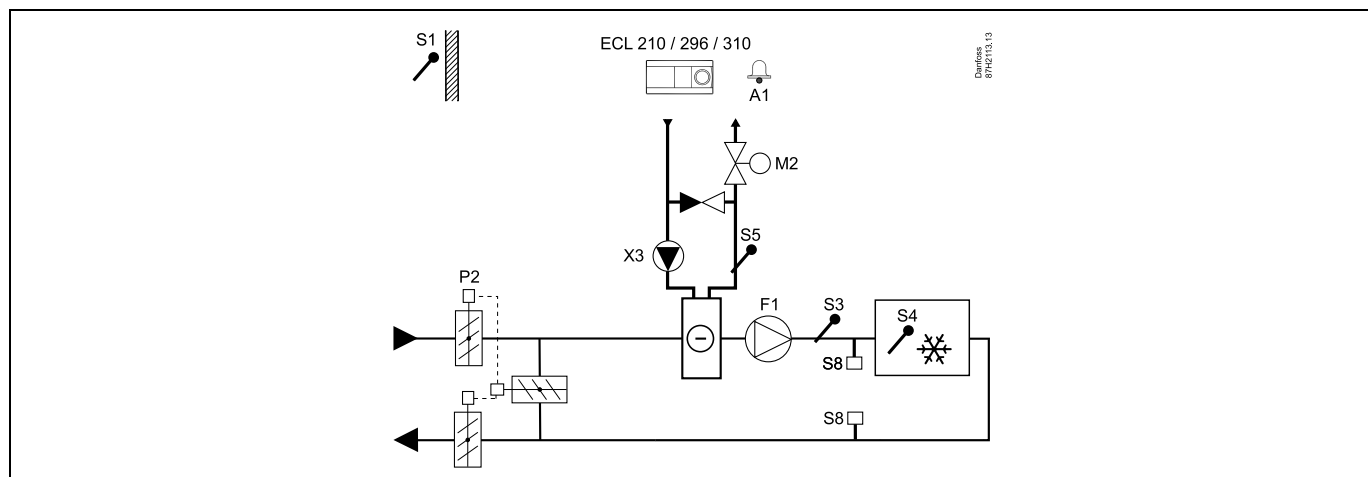 S1
ECL 210 / 296 / 310
A1
Danfoss
87H2113.13
M2
S5
X3
P2
F1
S3
S4
S8
S8